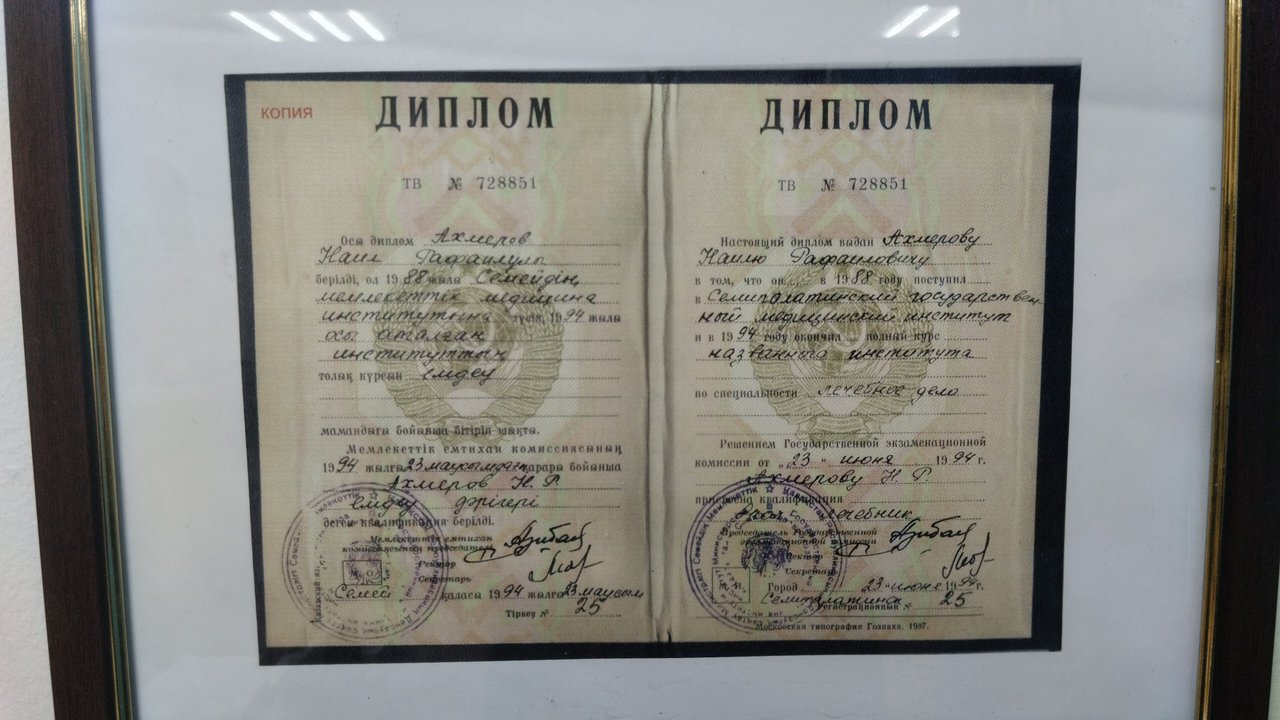 КОПИЯ
ДИПЛОМ
ТВ № 728851
Осы диплом Ахмеров
Наил Рафаилұлы
берілді, ол 1988 жылы Семейдің
мемлекеттік медицина
институтына түсіп, 1994 жылы
осы аталған
институттың
толық курсын емдеу
мамандағы бойынша бітіріп шықты.
Мемлекеттік емтихан комиссиясының
1994 жылғы 23 маусымдағы қарары бойынша
Ахмеров Н. Р.
емдеу дәрігері
деген квалификация берілді.
Мемлекеттік емтихан
комиссиясының председателі
Ректор
Секретарь
Семей қаласы 1994 жылғы 23 маусым
Тіркеу № 25
ДИПЛОМ
ТВ № 728851
Настоящий диплом выдан Ахмерову
Наилю Рафаиловичу
в том, что он в 1988 году поступил
в Семипалатинский государствен-
ный медицинский институт
и в 1994 году окончил полный курс
названного института
по специальности лечебное дело
Решением Государственной экзаменационной
комиссии от „23“ июня 1994 г.
Ахмерову Н. Р.
присвоена квалификация
врач лечебник
Председатель Государственной
экзаменационной комиссии
Ректор
Секретарь
Город 23 июня 1994 г.
Семипалатинск
Регистрационный № 25
Московская типография Гознака. 1987.